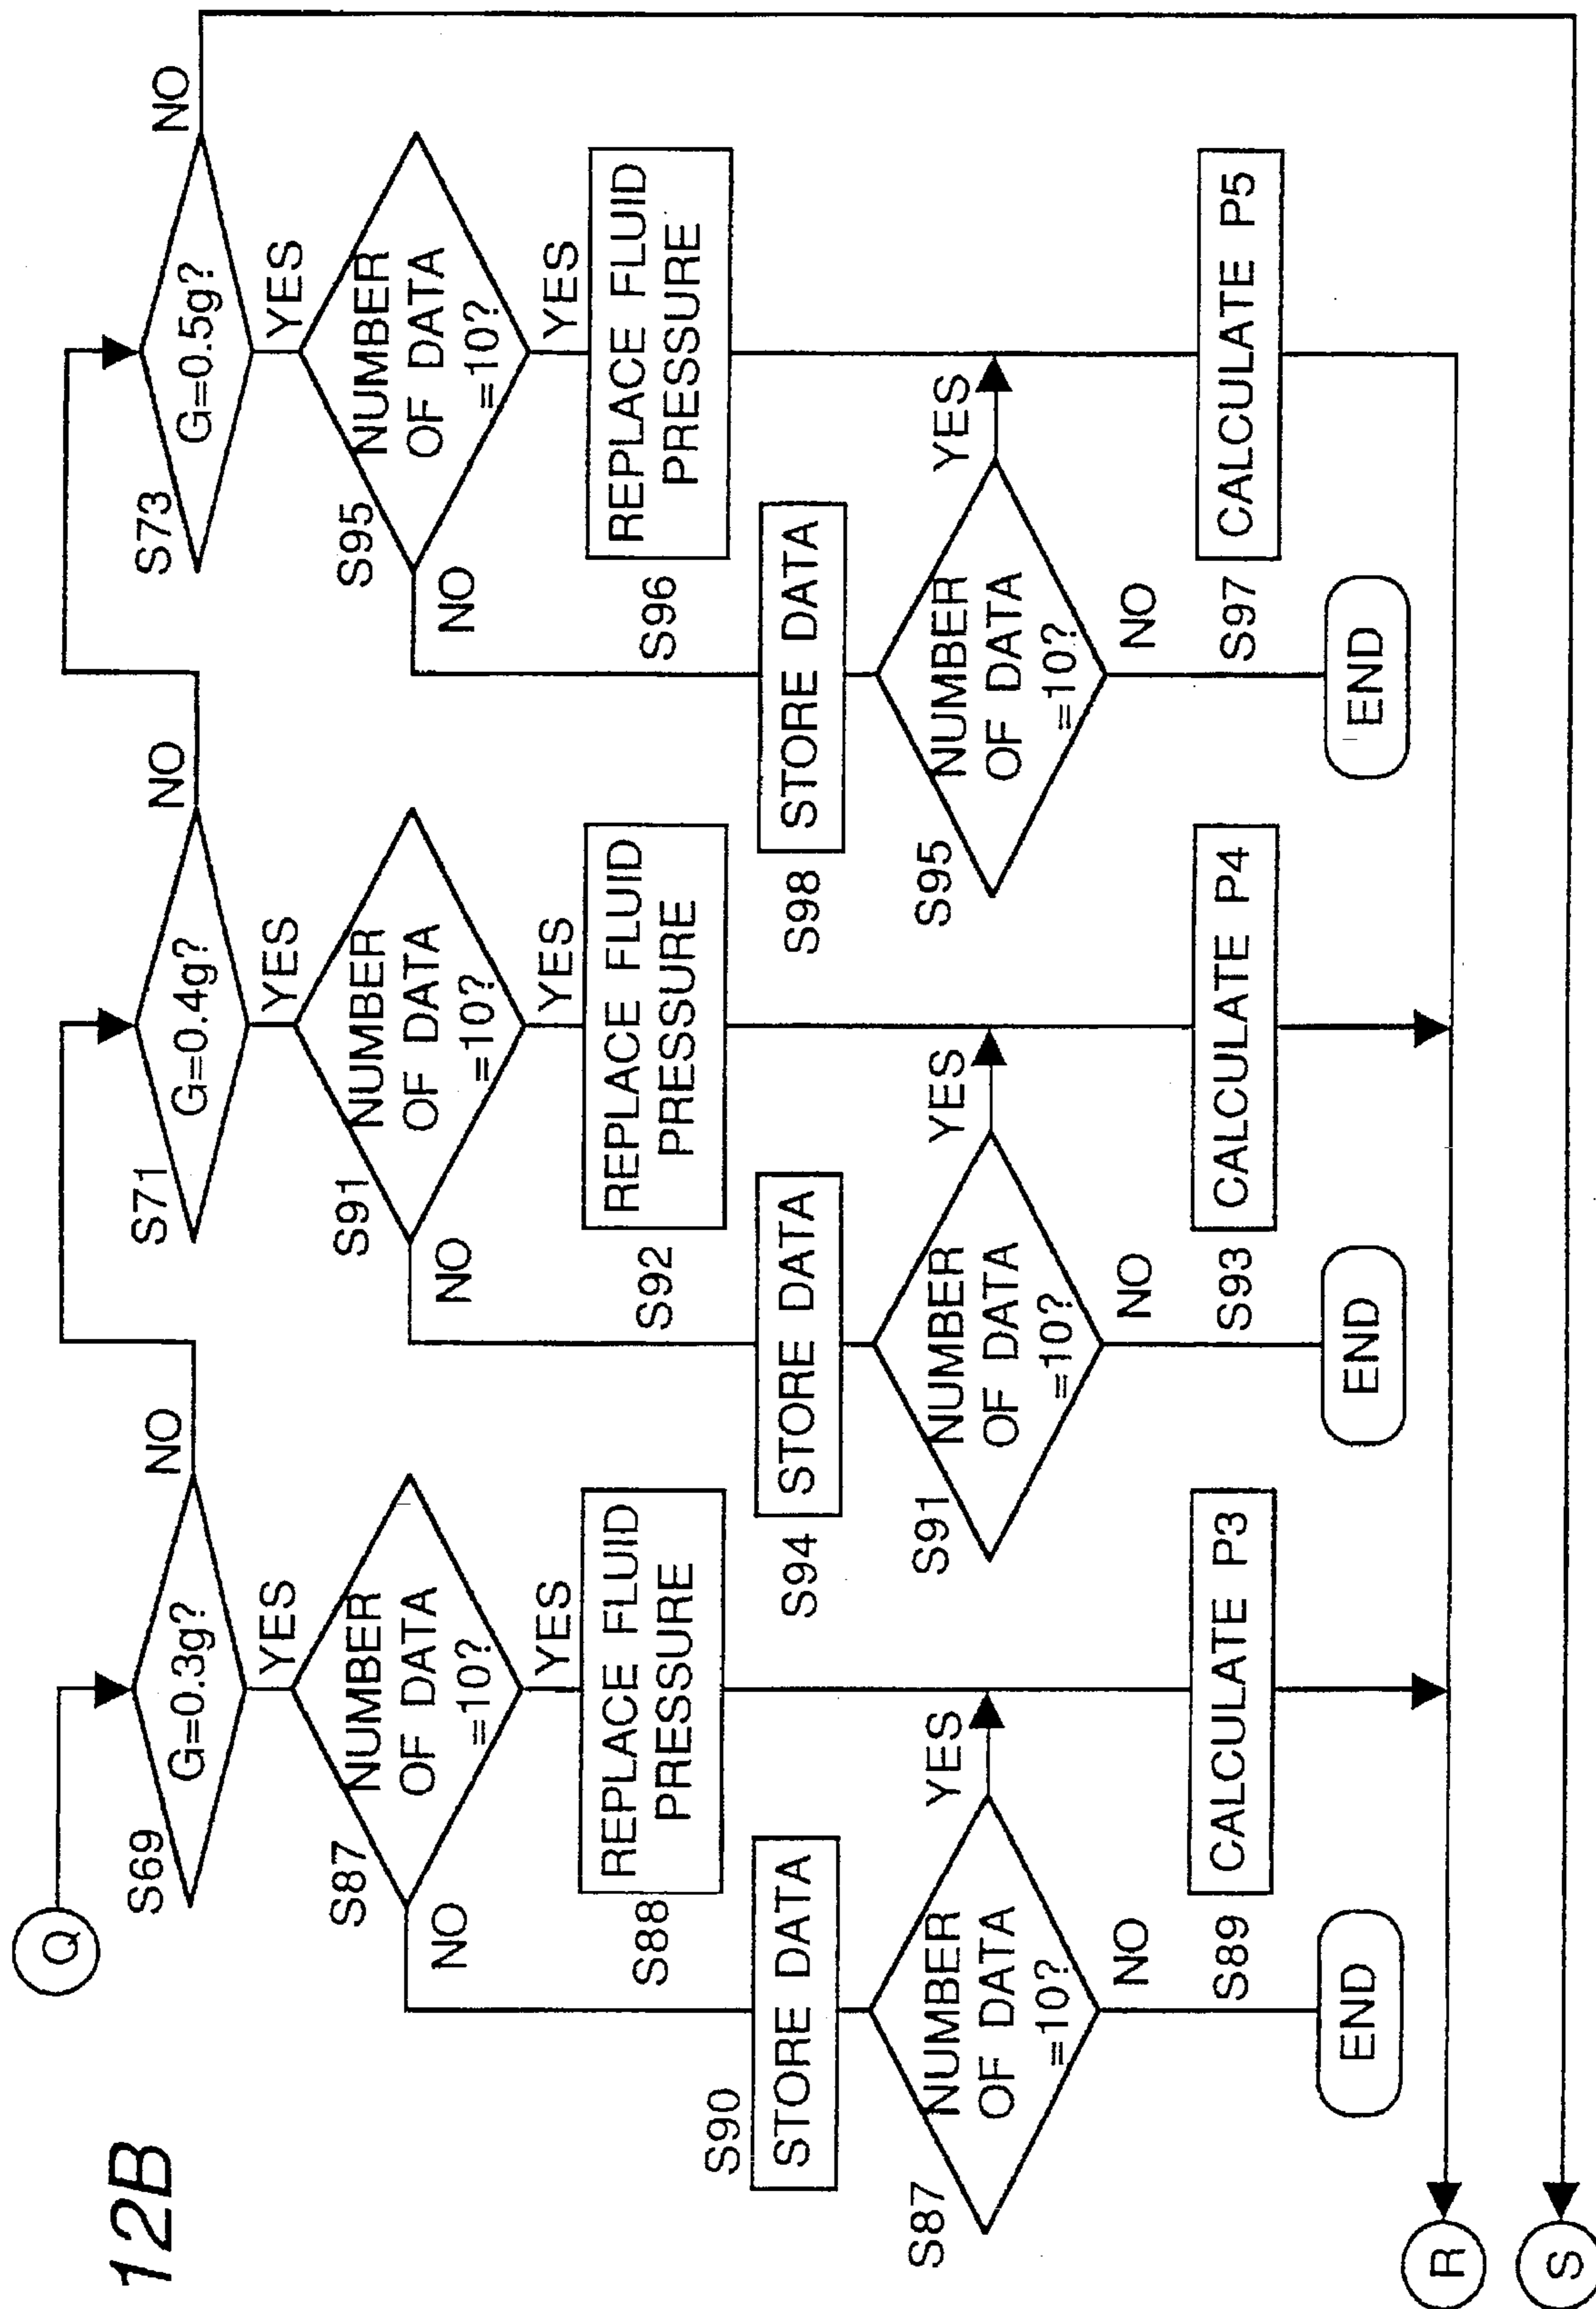 12B
Q
S69
G=0.3g?
NO
YES
S87
NUMBER
OF DATA
=10?
NO
YES
S88
REPLACE FLUID
PRESSURE
S90
STORE DATA
S87
NUMBER
OF DATA
=10?
YES
NO
S89
CALCULATE P3
END
S71
G=0.4g?
NO
YES
S91
NUMBER
OF DATA
=10?
NO
YES
S92
REPLACE FLUID
PRESSURE
S94
STORE DATA
S91
NUMBER
OF DATA
=10?
YES
NO
S93
CALCULATE P4
END
S73
G=0.5g?
NO
YES
S95
NUMBER
OF DATA
=10?
NO
YES
S96
REPLACE FLUID
PRESSURE
S98
STORE DATA
S95
NUMBER
OF DATA
=10?
YES
NO
S97
CALCULATE P5
END
R
S